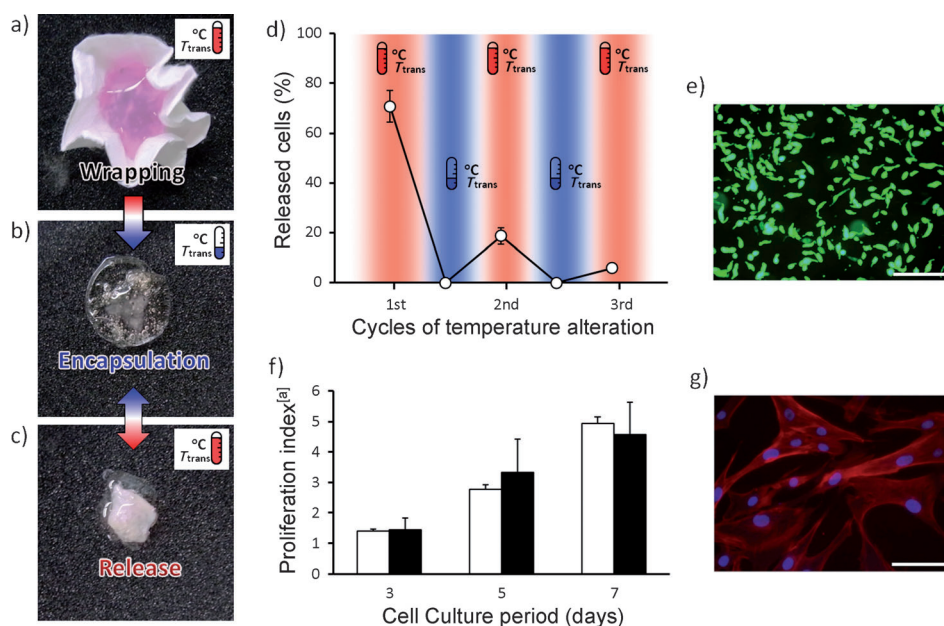 a)
°C
Ttrans
Wrapping
b)
°C
Ttrans
Encapsulation
c)
°C
Ttrans
Release
d)
100
80
60
40
20
0
Released cells (%)
°C
Ttrans
°C
Ttrans
°C
Ttrans
°C
Ttrans
°C
Ttrans
1st 2nd 3rd
Cycles of temperature alteration
e)
f)
6
5
4
3
2
1
0
Proliferation index[a]
3 5 7
Cell Culture period (days)
g)